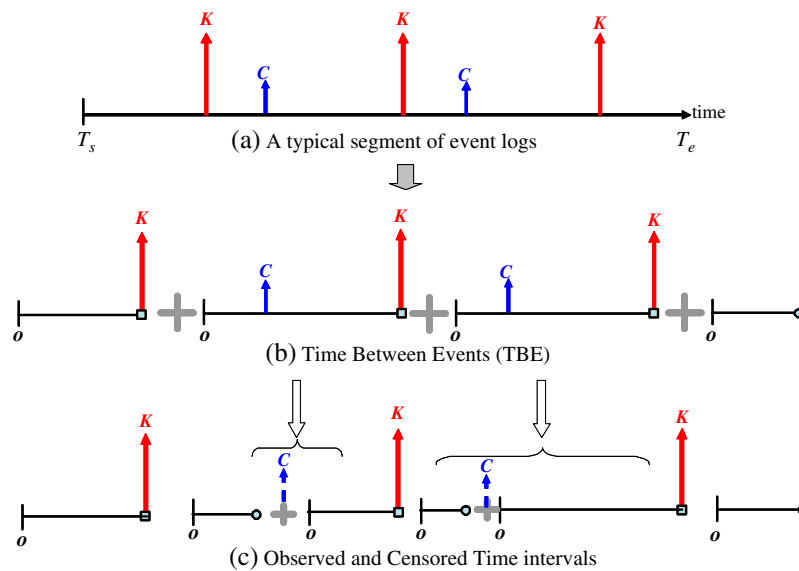 K K K
C C
time
T_s T_e
(a) A typical segment of event logs
K K K
C C
o o o o
(b) Time Between Events (TBE)
K K K
C C
o o o o o o
(c) Observed and Censored Time intervals